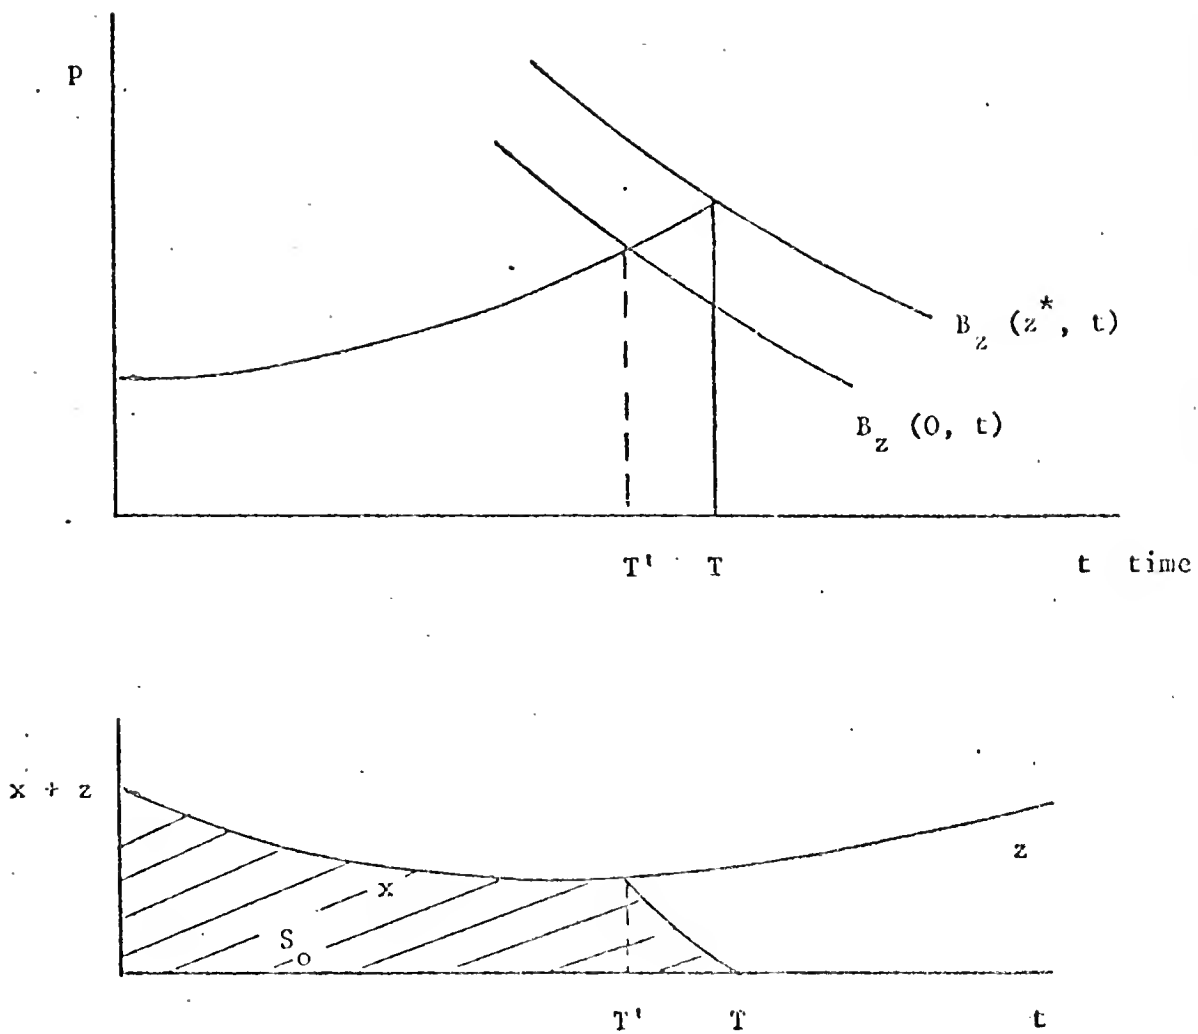 p
B_z (z*, t)
B_z (0, t)
T' T t time
x + z
z
x
S_o
T' T t